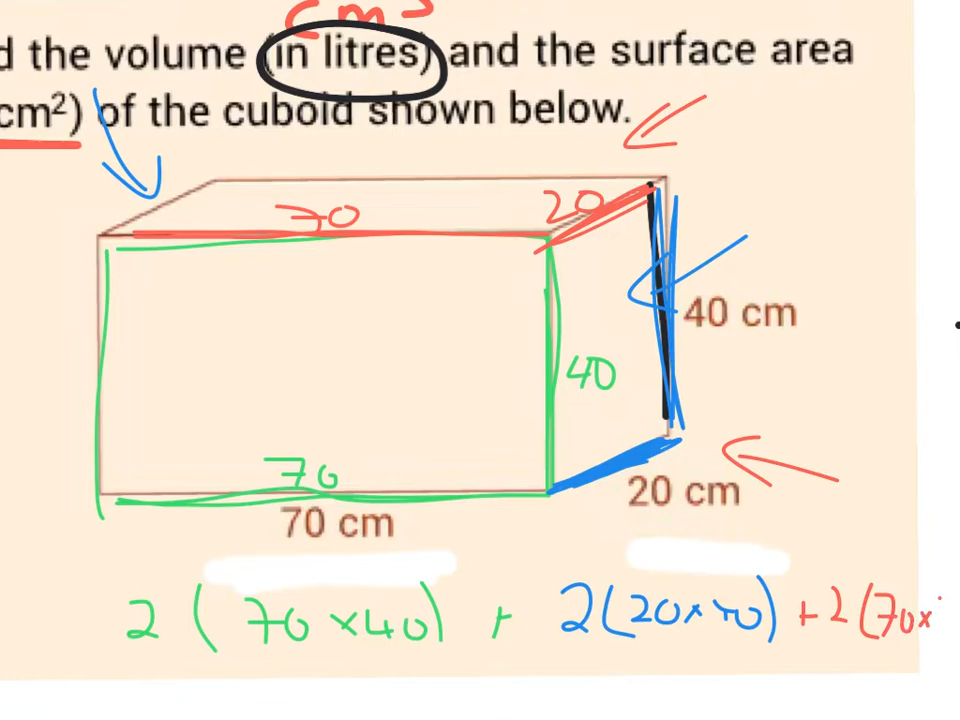 cm3
d the volume (in litres) and the surface area
cm²) of the cuboid shown below.
70 20
40 cm
40
70
20 cm
70 cm
2 ( 70 × 40) + 2(20×40) +2(70×